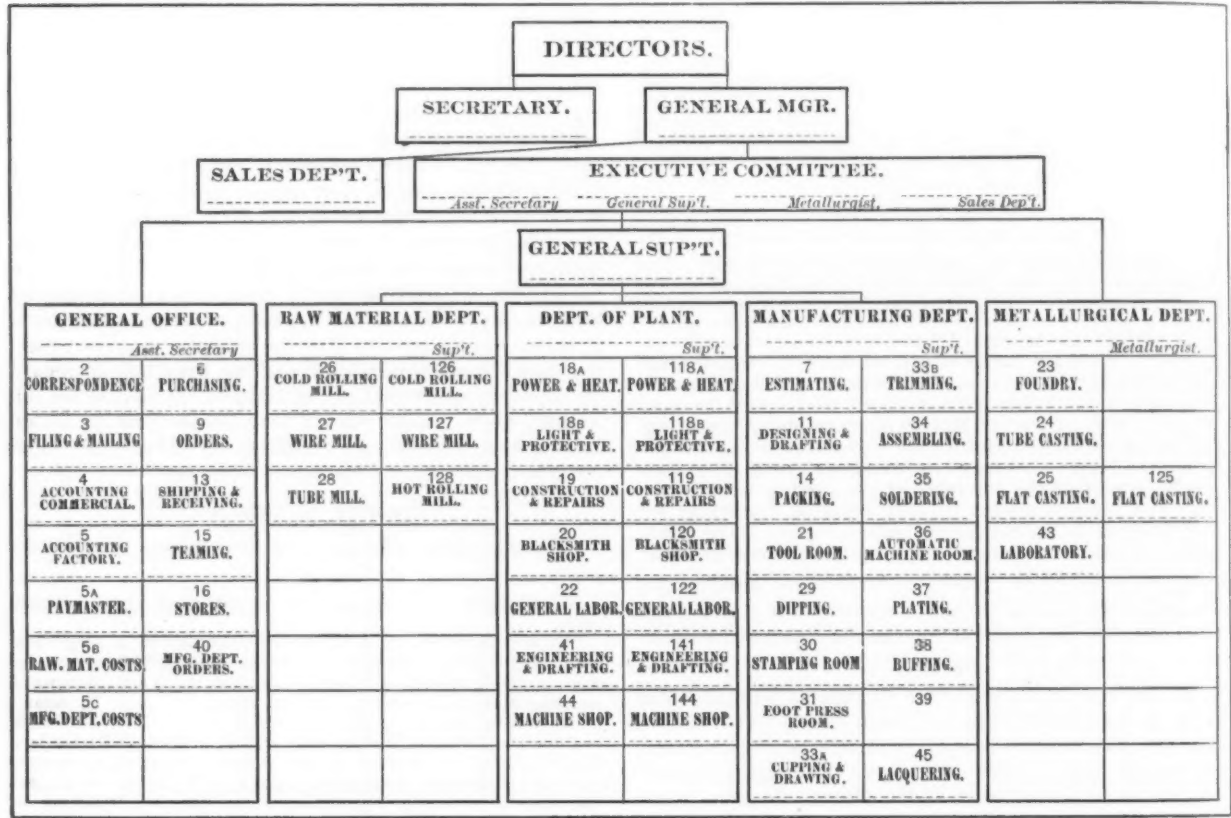 DIRECTORS.
SECRETARY.
GENERAL MGR.
SALES DEP'T.
EXECUTIVE COMMITTEE.
Asst. Secretary
General Sup't.
Metallurgist,
Sales Dep't.
GENERAL SUP'T.
GENERAL OFFICE.
Asst. Secretary
2
CORRESPONDENCE
6
PURCHASING.
3
FILING & MAILING
9
ORDERS.
4
ACCOUNTING
COMMERCIAL.
13
SHIPPING &
RECEIVING.
5
ACCOUNTING
FACTORY.
15
TEAMING.
5A
PAYMASTER.
16
STORES.
5B
RAW. MAT. COSTS
40
MFG. DEPT.
ORDERS.
5C
MFG. DEPT. COSTS
RAW MATERIAL DEPT.
Sup't.
26
COLD ROLLING
MILL.
126
COLD ROLLING
MILL.
27
WIRE MILL.
127
WIRE MILL.
28
TUBE MILL.
128
HOT ROLLING
MILL.
DEPT. OF PLANT.
Sup't.
18A
POWER & HEAT.
118A
POWER & HEAT.
18B
LIGHT &
PROTECTIVE.
118B
LIGHT &
PROTECTIVE.
19
CONSTRUCTION
& REPAIRS
119
CONSTRUCTION
& REPAIRS
20
BLACKSMITH
SHOP.
120
BLACKSMITH
SHOP.
22
GENERAL LABOR.
122
GENERAL LABOR.
41
ENGINEERING
& DRAFTING.
141
ENGINEERING
& DRAFTING.
44
MACHINE SHOP.
144
MACHINE SHOP.
MANUFACTURING DEPT.
Sup't.
7
ESTIMATING.
33B
TRIMMING.
11
DESIGNING &
DRAFTING
34
ASSEMBLING.
14
PACKING.
35
SOLDERING.
21
TOOL ROOM.
36
AUTOMATIC
MACHINE ROOM.
29
DIPPING.
37
PLATING.
30
STAMPING ROOM
38
BUFFING.
31
FOOT PRESS
ROOM.
39
33A
CUPPING &
DRAWING.
45
LACQUERING.
METALLURGICAL DEPT.
Metallurgist.
23
FOUNDRY.
24
TUBE CASTING.
25
FLAT CASTING.
125
FLAT CASTING.
43
LABORATORY.